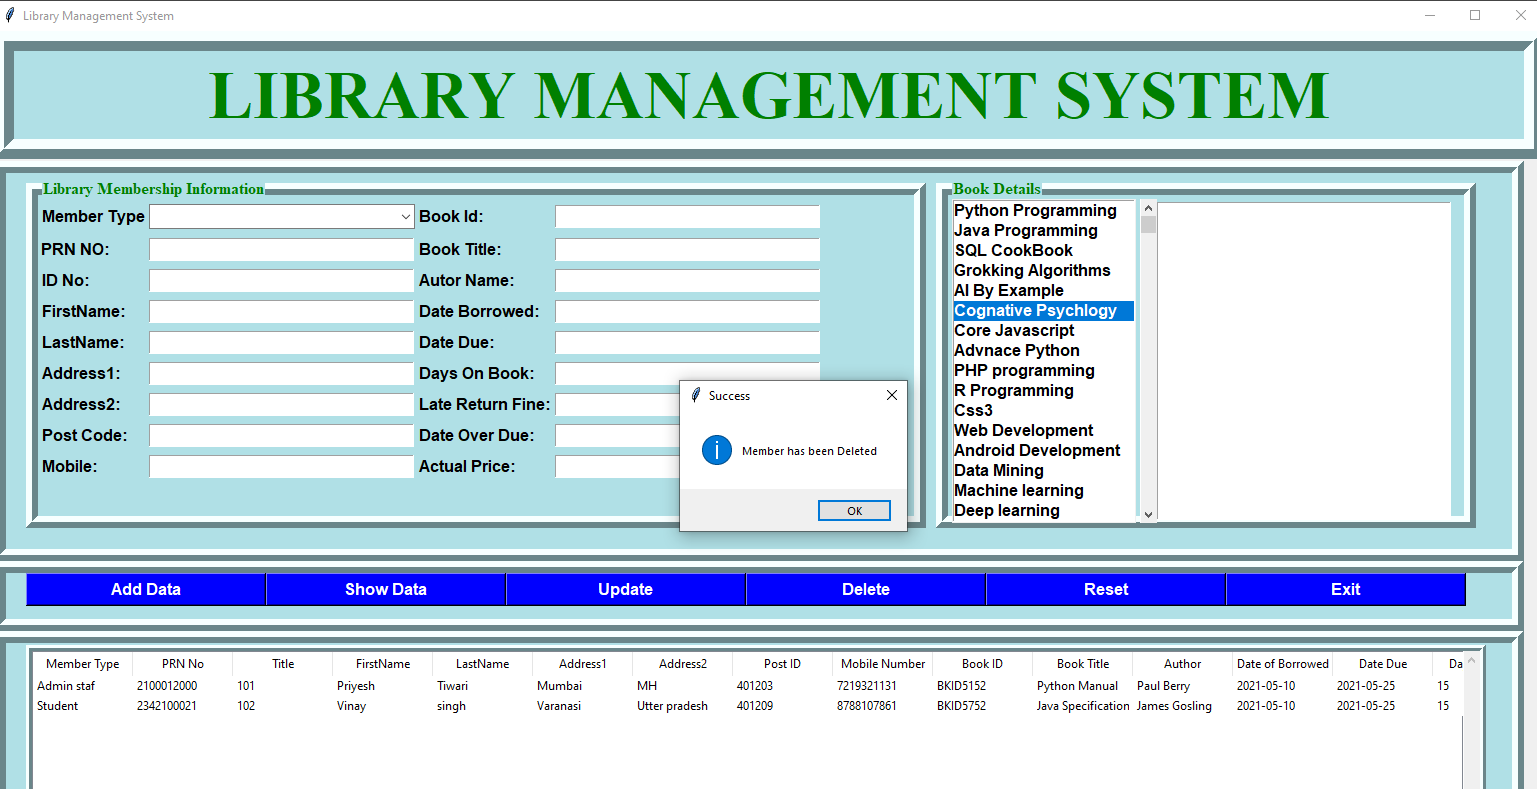 Library Management System
LIBRARY MANAGEMENT SYSTEM
Library Membership Information
Member Type
Book Id:
PRN NO:
Book Title:
ID No:
Autor Name:
FirstName:
Date Borrowed:
LastName:
Date Due:
Address1:
Days On Book:
Address2:
Late Return Fine:
Post Code:
Date Over Due:
Mobile:
Actual Price:
Book Details
Python Programming
Java Programming
SQL CookBook
Grokking Algorithms
AI By Example
Cognative Psychlogy
Core Javascript
Advnace Python
PHP programming
R Programming
Css3
Web Development
Android Development
Data Mining
Machine learning
Deep learning
Success
Member has been Deleted
OK
Add Data Show Data Update Delete Reset Exit
Member Type PRN No Title FirstName LastName Address1 Address2 Post ID Mobile Number Book ID Book Title Author Date of Borrowed Date Due Da
Admin staf 2100012000 101 Priyesh Tiwari Mumbai MH 401203 7219321131 BKID5152 Python Manual Paul Berry 2021-05-10 2021-05-25 15
Student 2342100021 102 Vinay singh Varanasi Utter pradesh 401209 8788107861 BKID5752 Java Specification James Gosling 2021-05-10 2021-05-25 15